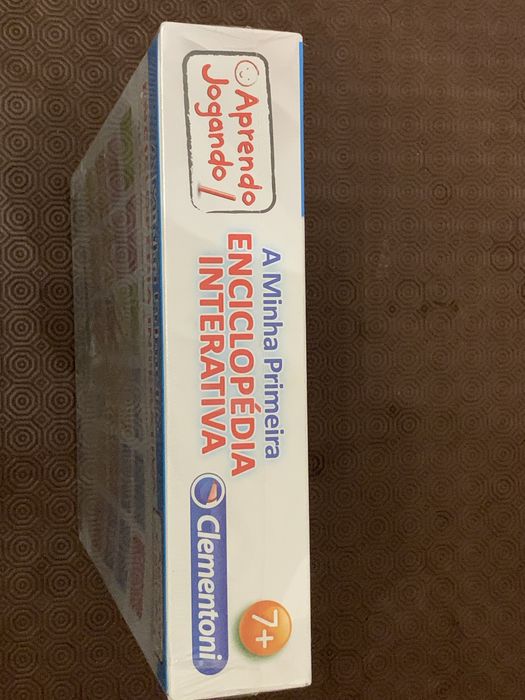 Aprendo
Jogando!
A Minha Primeira
ENCICLOPÉDIA
INTERATIVA
Clementoni
7+